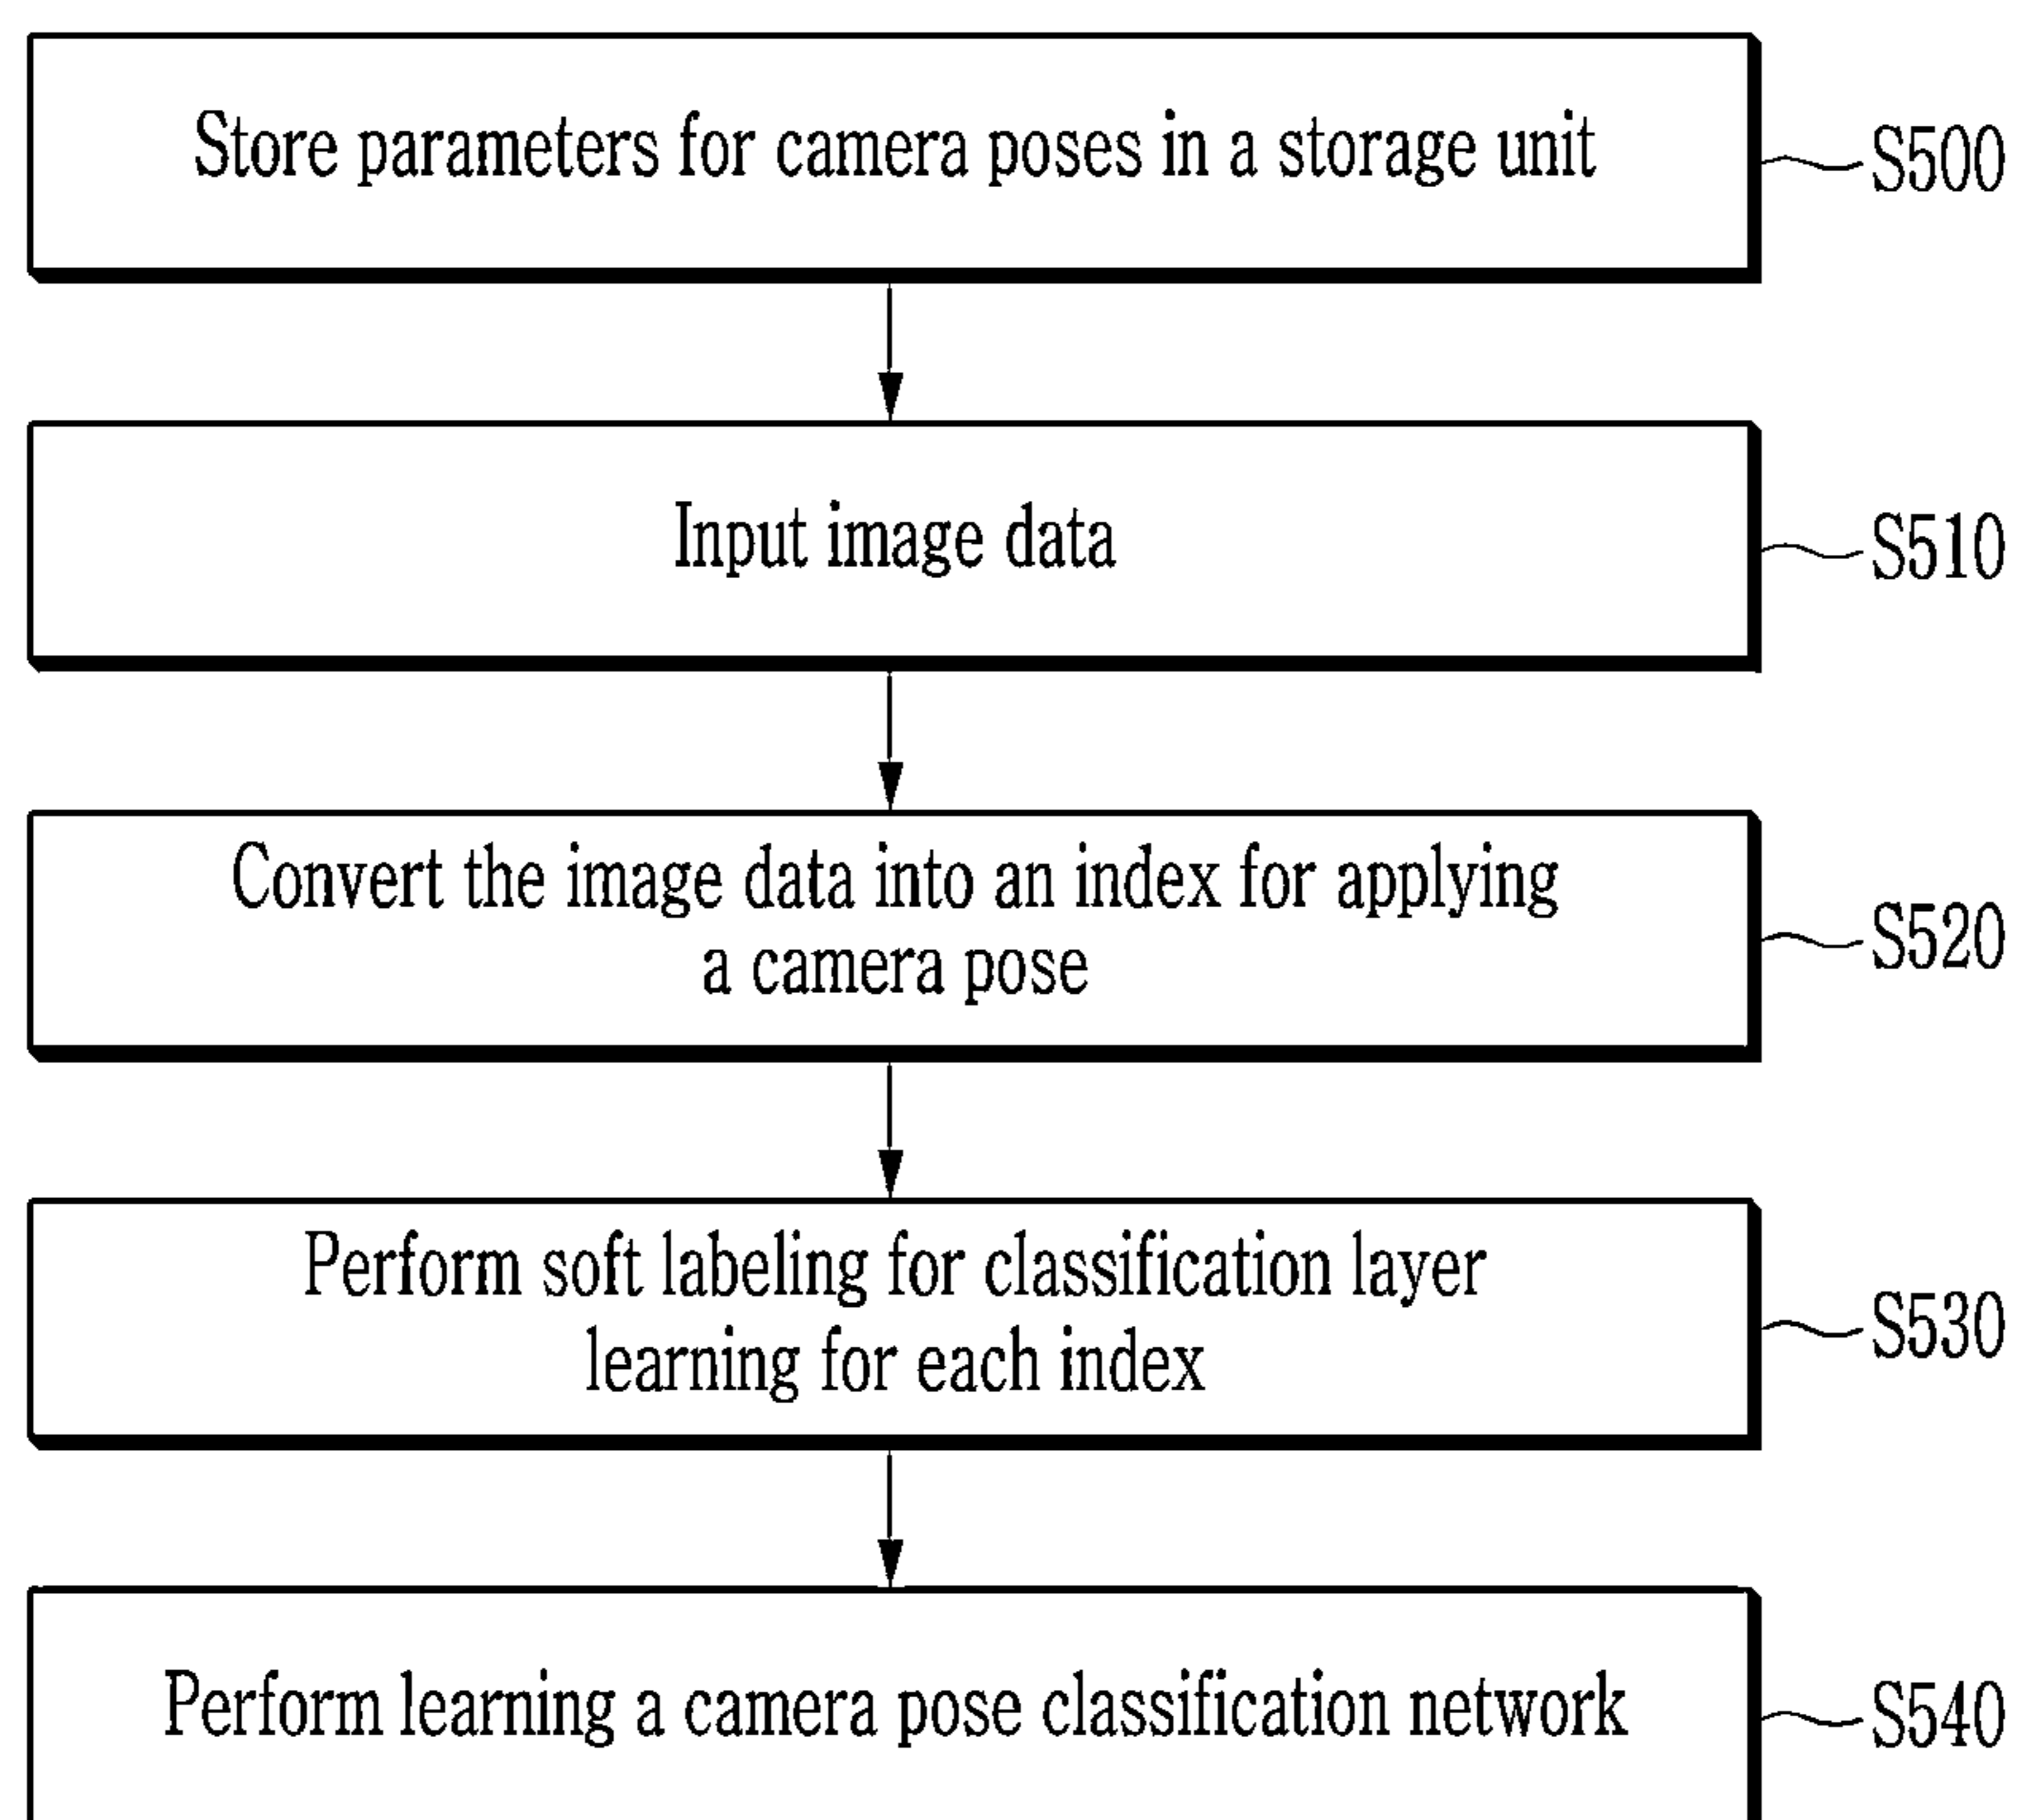 Store parameters for camera poses in a storage unit
S500
Input image data
S510
Convert the image data into an index for applying
a camera pose
S520
Perform soft labeling for classification layer
learning for each index
S530
Perform learning a camera pose classification network
S540